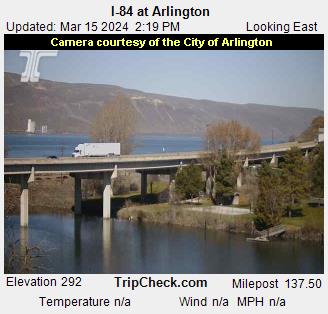 I-84 at Arlington
Updated: Mar 15 2024 2:19 PM Looking East
Camera courtesy of the City of Arlington
Elevation 292 TripCheck.com Milepost 137.50
Temperature n/a Wind n/a MPH n/a